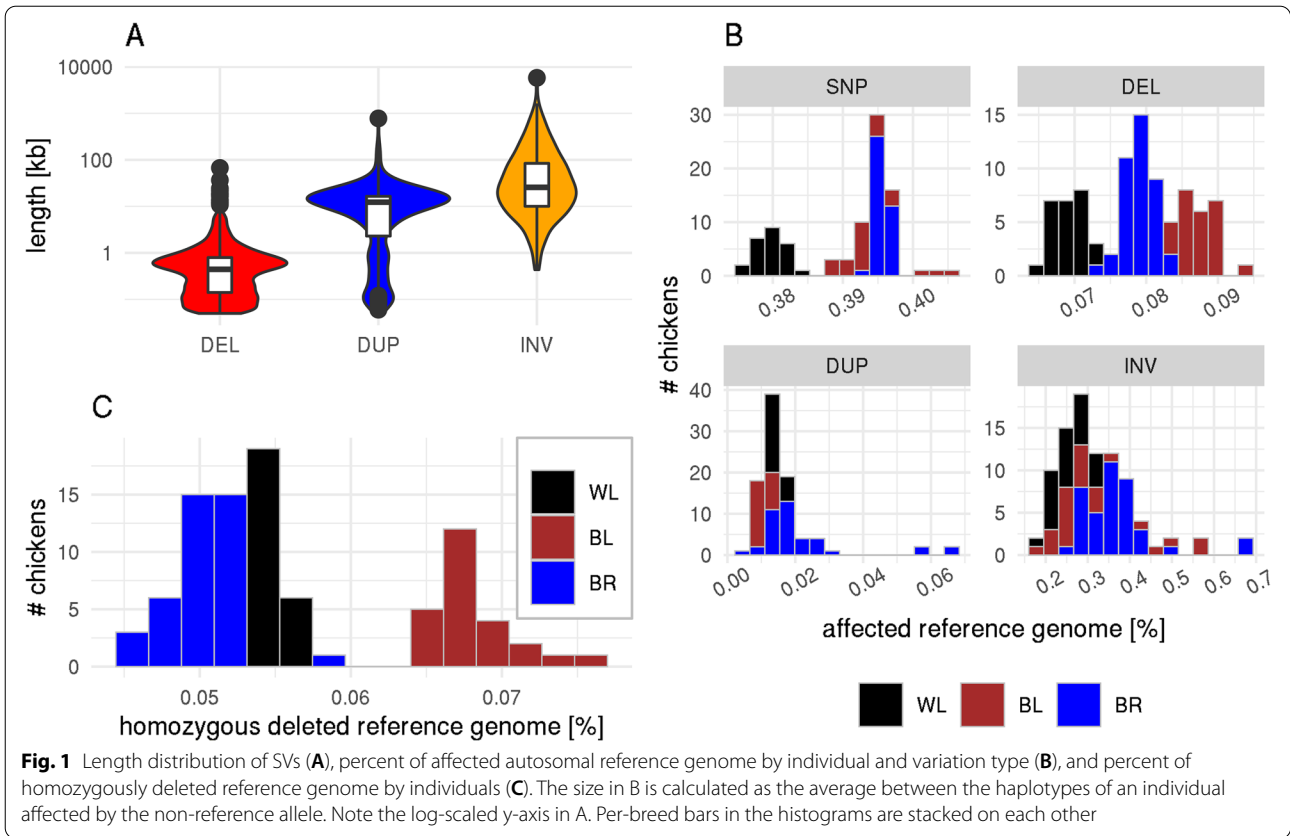 A
length [kb]
10000
100
1
DEL DUP INV
B
# chickens
SNP
30
20
10
0
0.38 0.39 0.40
DEL
15
10
5
0
0.07 0.08 0.09
DUP
40
30
20
10
0
0.00 0.02 0.04 0.06
INV
15
10
5
0
0.2 0.3 0.4 0.5 0.6 0.7
affected reference genome [%]
WL BL BR
C
# chickens
15
10
5
0
0.05 0.06 0.07
homozygous deleted reference genome [%]
WL
BL
BR
Fig. 1 Length distribution of SVs (A), percent of affected autosomal reference genome by individual and variation type (B), and percent of
homozygously deleted reference genome by individuals (C). The size in B is calculated as the average between the haplotypes of an individual
affected by the non-reference allele. Note the log-scaled y-axis in A. Per-breed bars in the histograms are stacked on each other